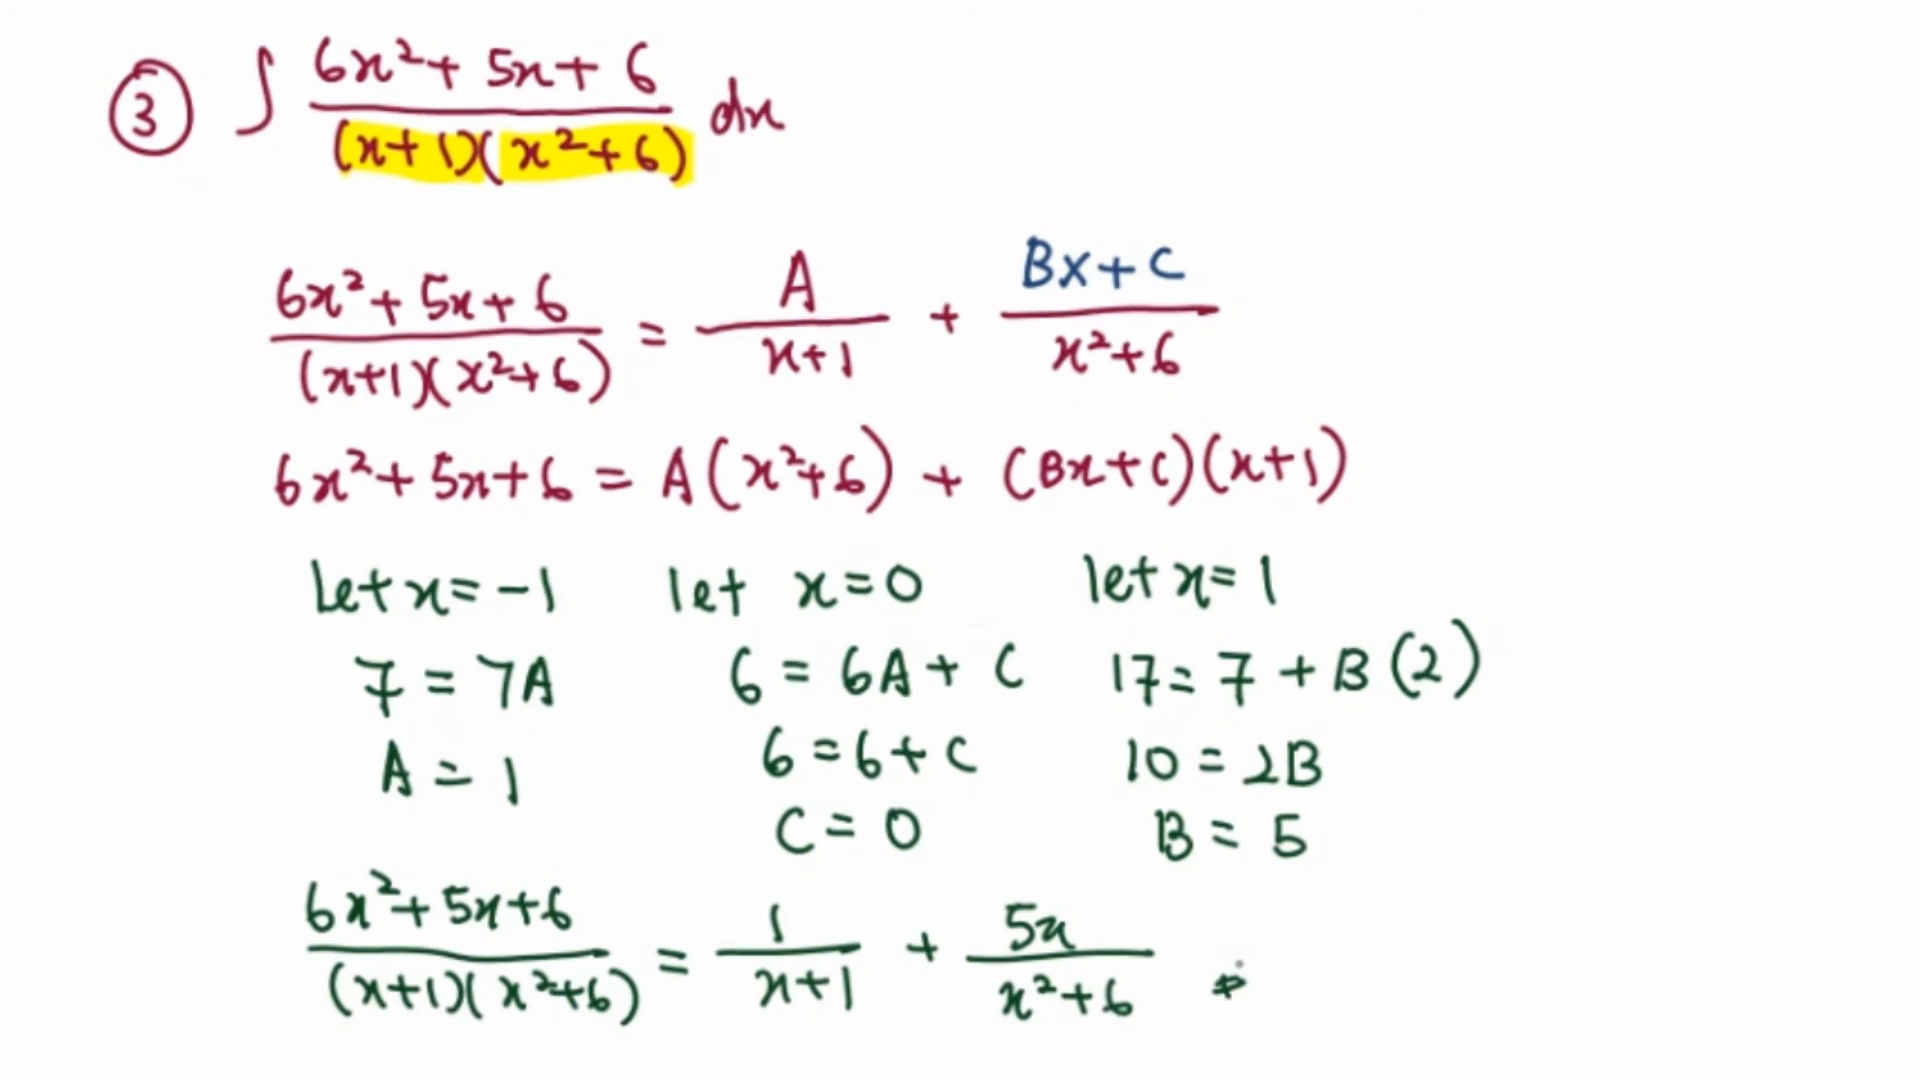 ③ ∫ (6x² + 5x + 6) / ((x+1)(x²+6)) dx
(6x² + 5x + 6) / ((x+1)(x²+6)) = A / (x+1) + (Bx + C) / (x²+6)
6x² + 5x + 6 = A(x²+6) + (Bx+C)(x+1)
let x = -1 let x = 0 let x = 1
7 = 7A 6 = 6A + C 17 = 7 + B(2)
A = 1 6 = 6 + C 10 = 2B
C = 0 B = 5
(6x² + 5x + 6) / ((x+1)(x²+6)) = 1 / (x+1) + 5x / (x²+6)